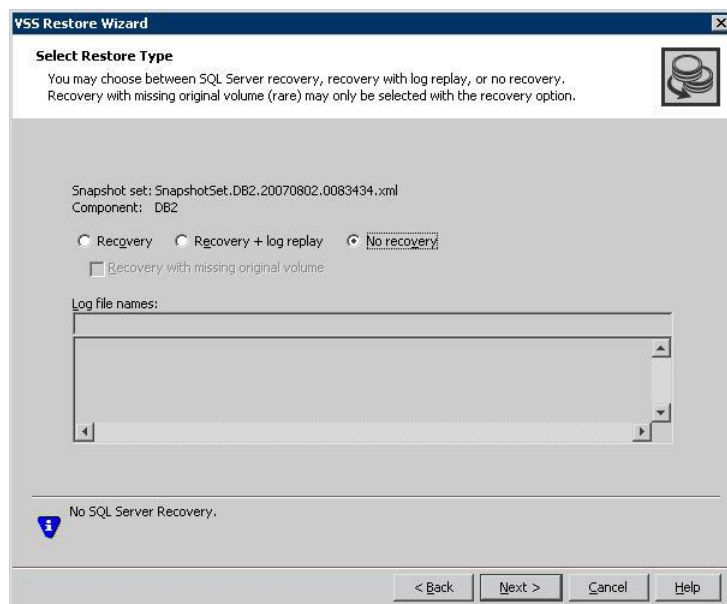 VSS Restore Wizard
Select Restore Type
You may choose between SQL Server recovery, recovery with log replay, or no recovery.
Recovery with missing original volume (rare) may only be selected with the recovery option.
Snapshot set: SnapshotSet.DB2.20070802.0083434.xml
Component: DB2
Recovery Recovery + log replay No recovery
Recovery with missing original volume
Log file names:
No SQL Server Recovery.
< Back Next > Cancel Help